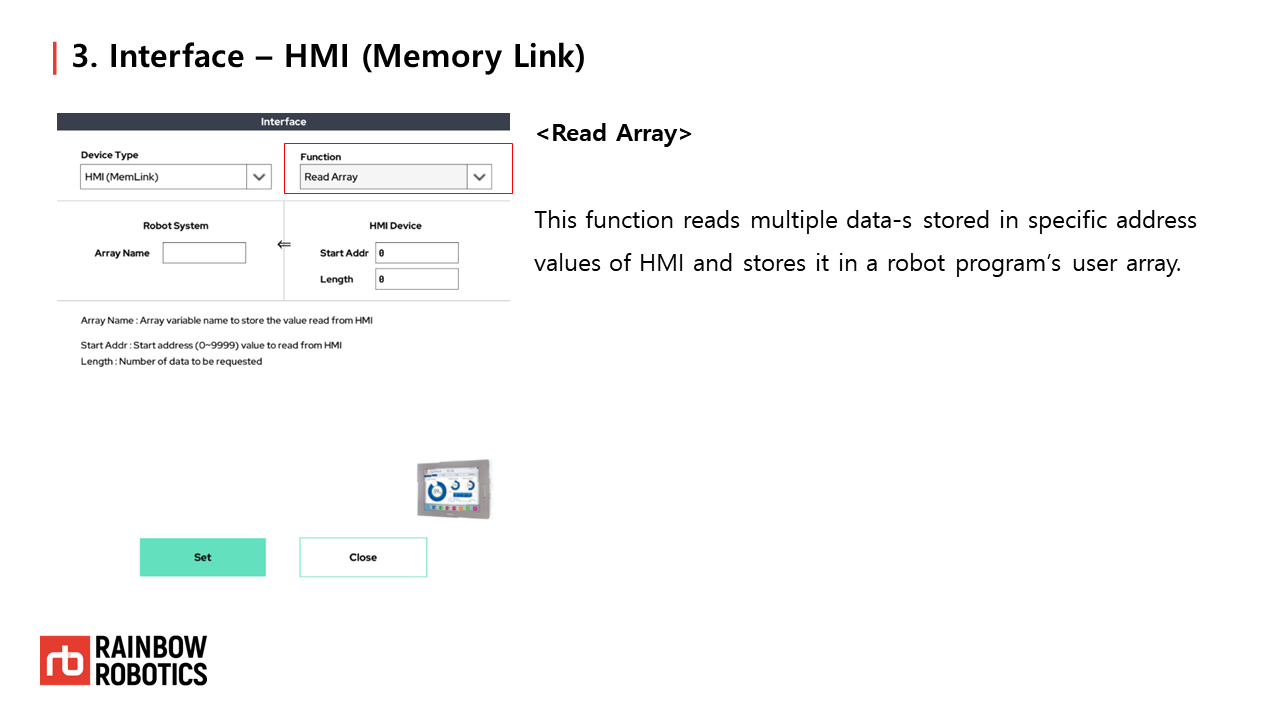 3. Interface – HMI (Memory Link)
Interface
Device Type
HMI (MemLink)
Function
Read Array
Robot System
Array Name
⇐
HMI Device
Start Addr 0
Length 0
Array Name : Array variable name to store the value read from HMI
Start Addr : Start address (0~9999) value to read from HMI
Length : Number of data to be requested
Set
Close
<Read Array>
This function reads multiple data-s stored in specific address
values of HMI and stores it in a robot program’s user array.
rb
RAINBOW
ROBOTICS